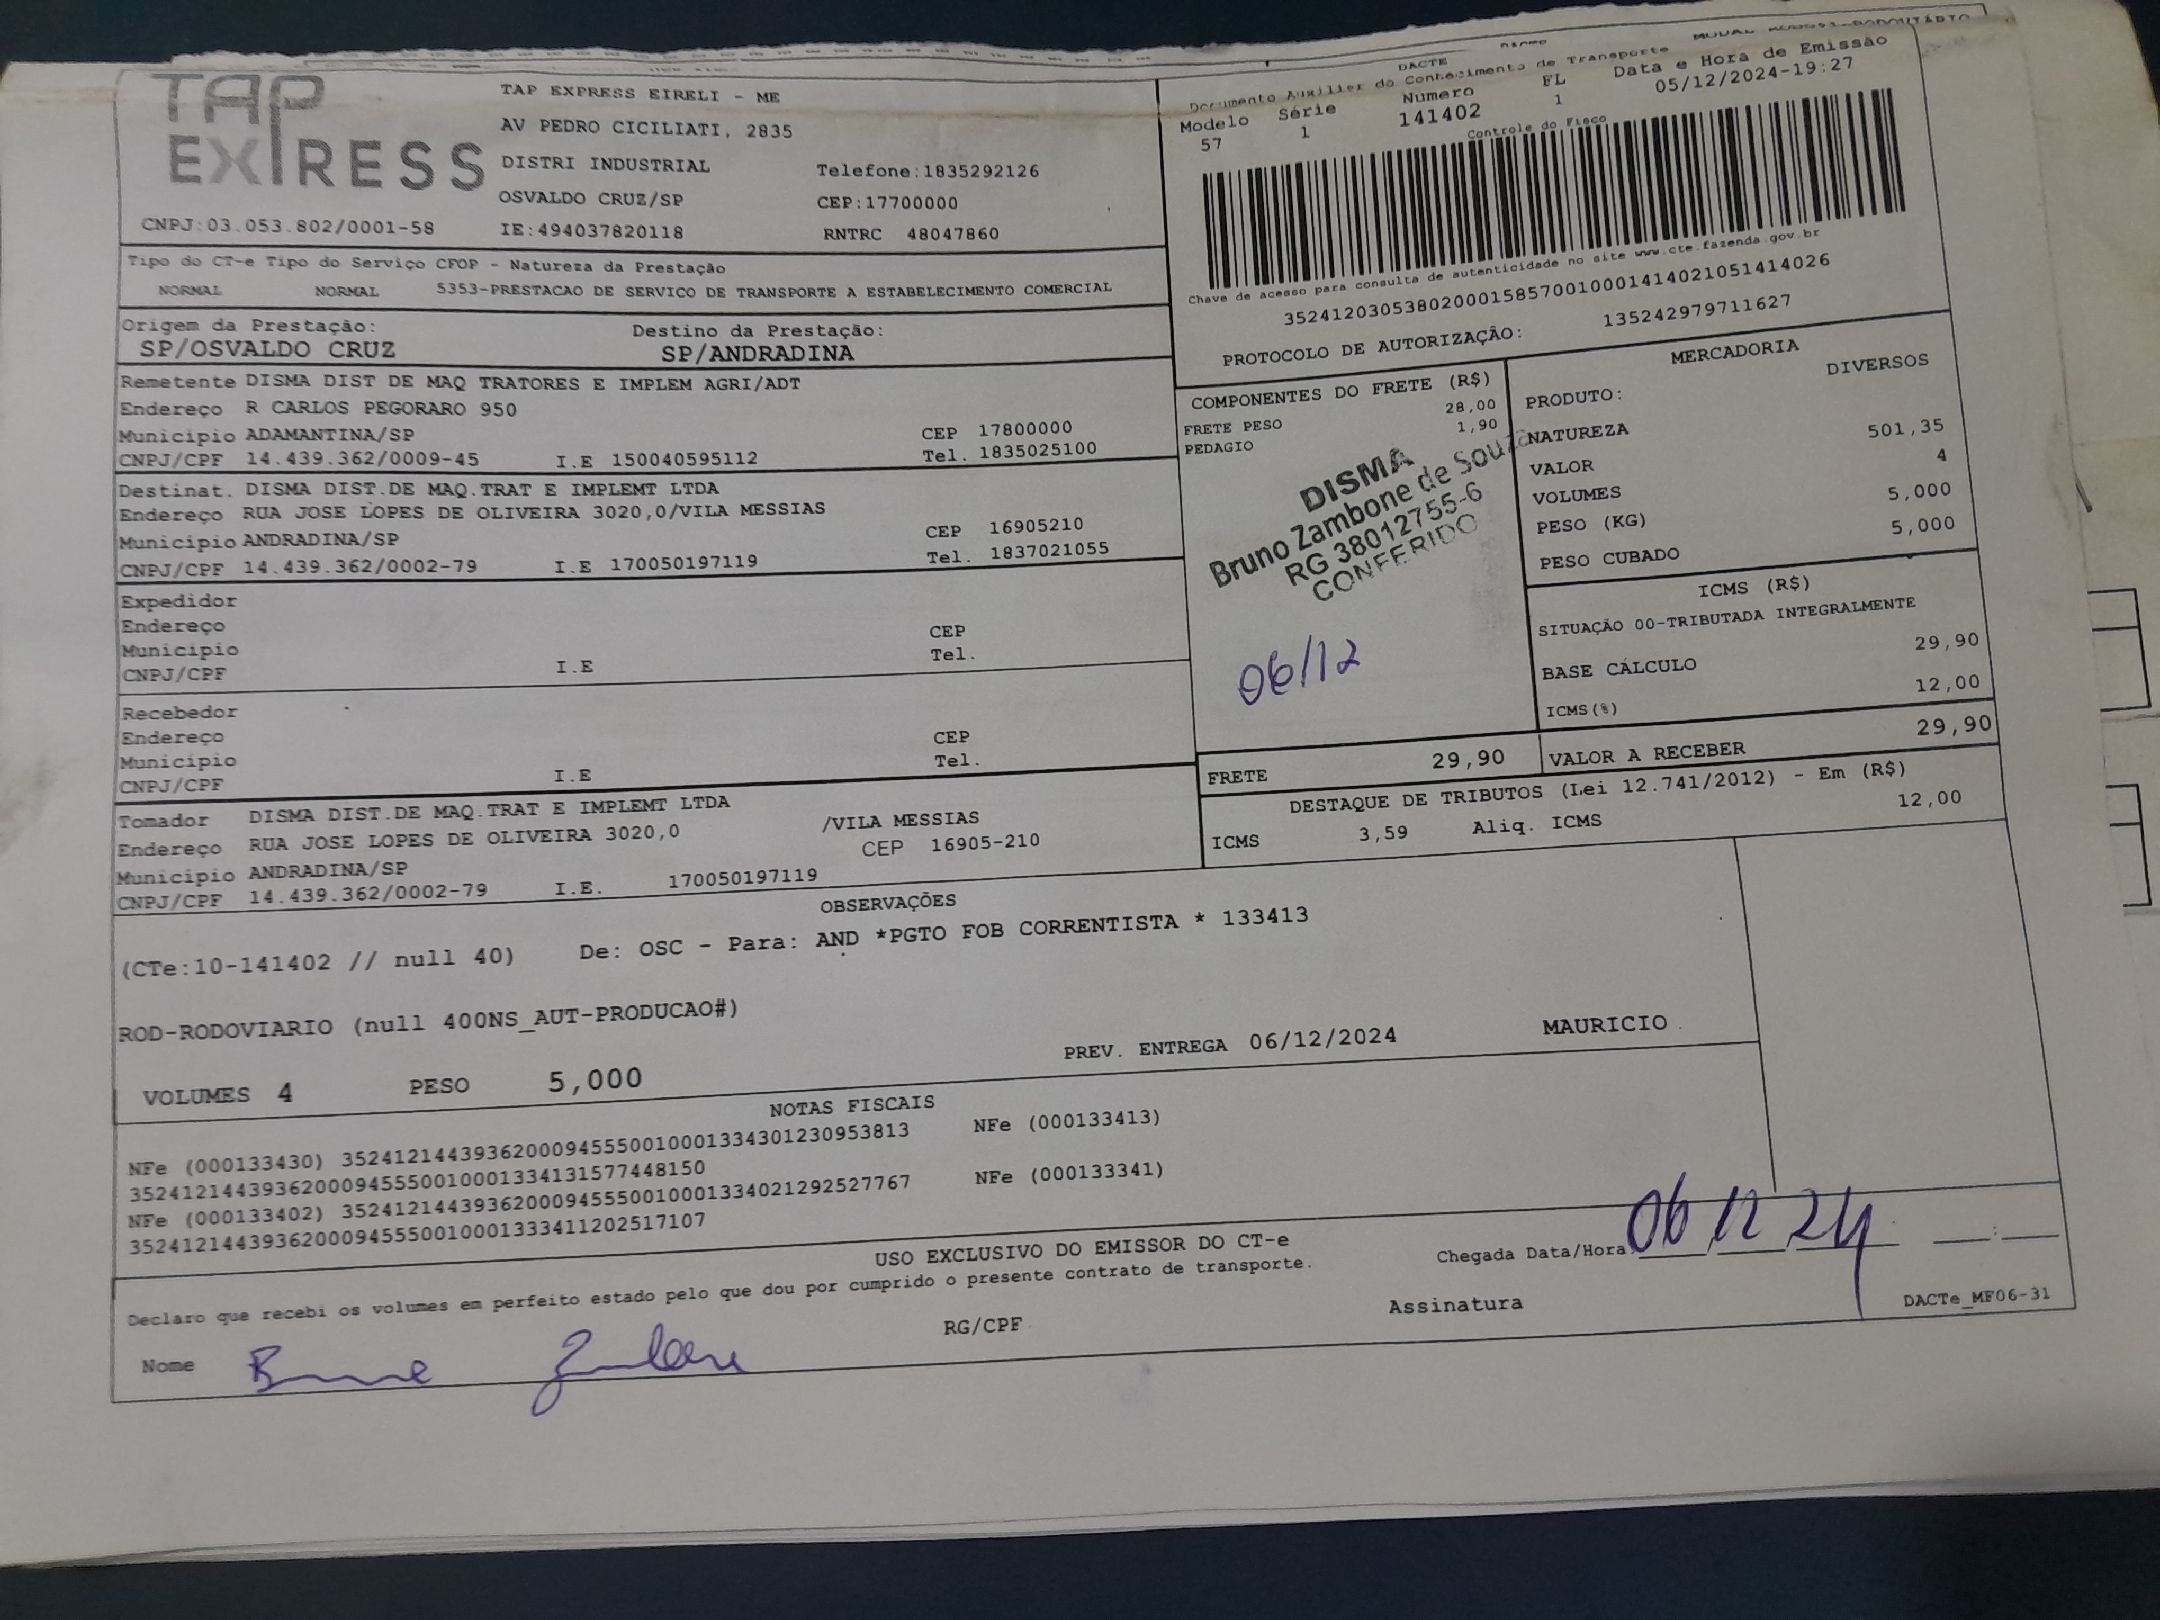 TAP EXPRESS
TAP EXPRESS EIRELI - ME
AV PEDRO CICILIATI, 2835
DISTRI INDUSTRIAL Telefone:1835292126
OSVALDO CRUZ/SP CEP:17700000
CNPJ:03.053.802/0001-58 IE:494037820118 RNTRC 48047860
DACTE
Documento Auxiliar do Conhecimento de Transporte
Modelo Série Número FL Data e Hora de Emissão
57 1 141402 1 05/12/2024-19:27
Controle do Fisco
Chave de acesso para consulta de autenticidade no site www.cte.fazenda.gov.br
35241203053802000158570010001414021051414026
PROTOCOLO DE AUTORIZAÇÃO: 135242979711627
Tipo do CT-e Tipo do Serviço CFOP - Natureza da Prestação
NORMAL NORMAL 5353-PRESTACAO DE SERVICO DE TRANSPORTE A ESTABELECIMENTO COMERCIAL
Origem da Prestação: Destino da Prestação:
SP/OSVALDO CRUZ SP/ANDRADINA
Remetente DISMA DIST DE MAQ TRATORES E IMPLEM AGRI/ADT
Endereço R CARLOS PEGORARO 950
Município ADAMANTINA/SP CEP 17800000
CNPJ/CPF 14.439.362/0009-45 I.E 150040595112 Tel. 1835025100
Destinat. DISMA DIST.DE MAQ.TRAT E IMPLEMT LTDA
Endereço RUA JOSE LOPES DE OLIVEIRA 3020,0/VILA MESSIAS
Município ANDRADINA/SP CEP 16905210
CNPJ/CPF 14.439.362/0002-79 I.E 170050197119 Tel. 1837021055
Expedidor
Endereço
Município CEP
CNPJ/CPF I.E Tel.
Recebedor
Endereço CEP
Município Tel.
CNPJ/CPF I.E
Tomador DISMA DIST.DE MAQ.TRAT E IMPLEMT LTDA
Endereço RUA JOSE LOPES DE OLIVEIRA 3020,0 /VILA MESSIAS
Município ANDRADINA/SP CEP 16905-210
CNPJ/CPF 14.439.362/0002-79 I.E. 170050197119
COMPONENTES DO FRETE (R$)
FRETE PESO 28,00
PEDAGIO 1,90
DISMA
Bruno Zambone de Souza
RG 38012755-6
CONFERIDO
06/12
MERCADORIA
PRODUTO: DIVERSOS
NATUREZA
VALOR 501,35
VOLUMES 4
PESO (KG) 5,000
PESO CUBADO 5,000
ICMS (R$)
SITUAÇÃO 00-TRIBUTADA INTEGRALMENTE
BASE CÁLCULO 29,90
ICMS(%) 12,00
FRETE 29,90 VALOR A RECEBER 29,90
DESTAQUE DE TRIBUTOS (Lei 12.741/2012) - Em (R$)
ICMS 3,59 Aliq. ICMS 12,00
OBSERVAÇÕES
(CTe:10-141402 // null 40) De: OSC - Para: AND *PGTO FOB CORRENTISTA * 133413
ROD-RODOVIARIO (null 400NS_AUT-PRODUCAO#)
PREV. ENTREGA 06/12/2024 MAURICIO
VOLUMES 4 PESO 5,000
NOTAS FISCAIS
NFe (000133430) 35241214439362000945550010001334301230953813 NFe (000133413)
35241214439362000945550010001334131577448150
NFe (000133402) 35241214439362000945550010001334021292527767 NFe (000133341)
35241214439362000945550010001333411202517107
USO EXCLUSIVO DO EMISSOR DO CT-e
Declaro que recebi os volumes em perfeito estado pelo que dou por cumprido o presente contrato de transporte.
Chegada Data/Hora 06 12 24
Nome Bruno Zambone RG/CPF Assinatura DACTe_MF06-31